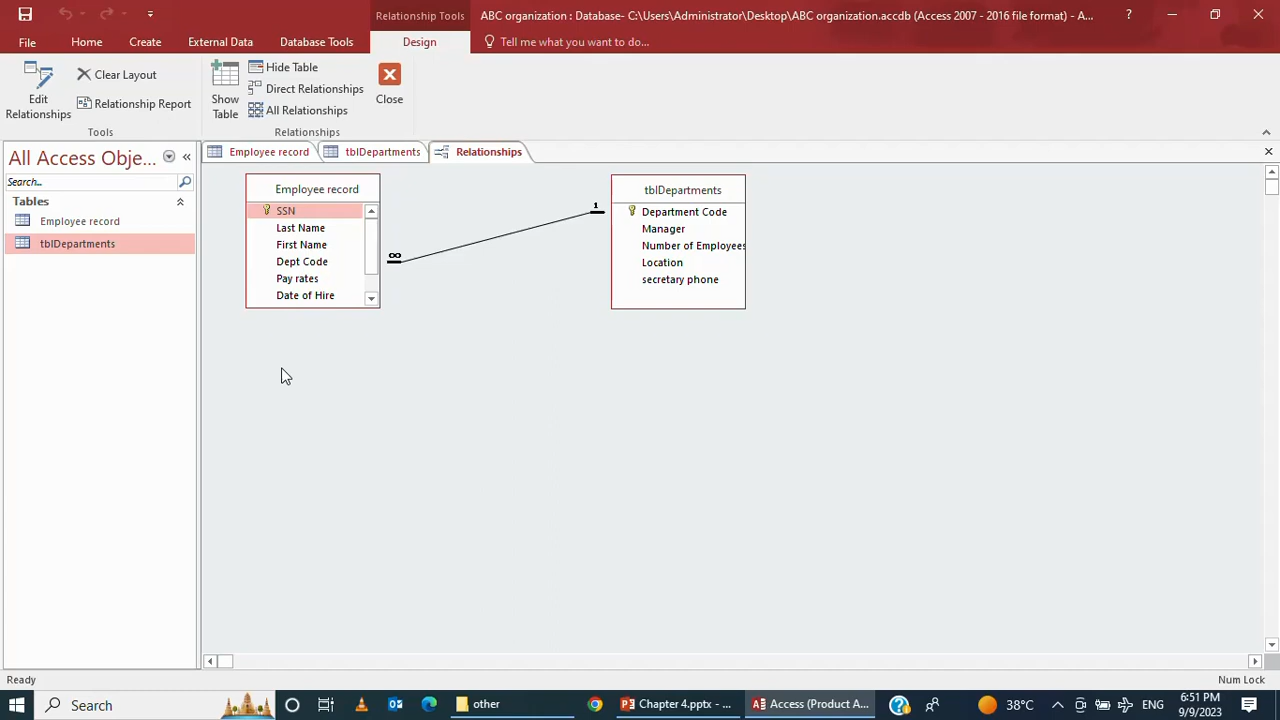 Relationship Tools
ABC organization : Database- C:\Users\Administrator\Desktop\ABC organization.accdb (Access 2007 - 2016 file format) - A...
?
File
Home
Create
External Data
Database Tools
Design
Tell me what you want to do...
Edit Relationships
Clear Layout
Relationship Report
Tools
Show Table
Hide Table
Direct Relationships
All Relationships
Relationships
Close
All Access Obje...
Search...
Tables
Employee record
tblDepartments
Employee record
tblDepartments
Relationships
Employee record
SSN
Last Name
First Name
Dept Code
Pay rates
Date of Hire
∞
1
tblDepartments
Department Code
Manager
Number of Employees
Location
secretary phone
Ready
Num Lock
Search
other
Chapter 4.pptx - ...
Access (Product A...
38°C
ENG
6:51 PM
9/9/2023